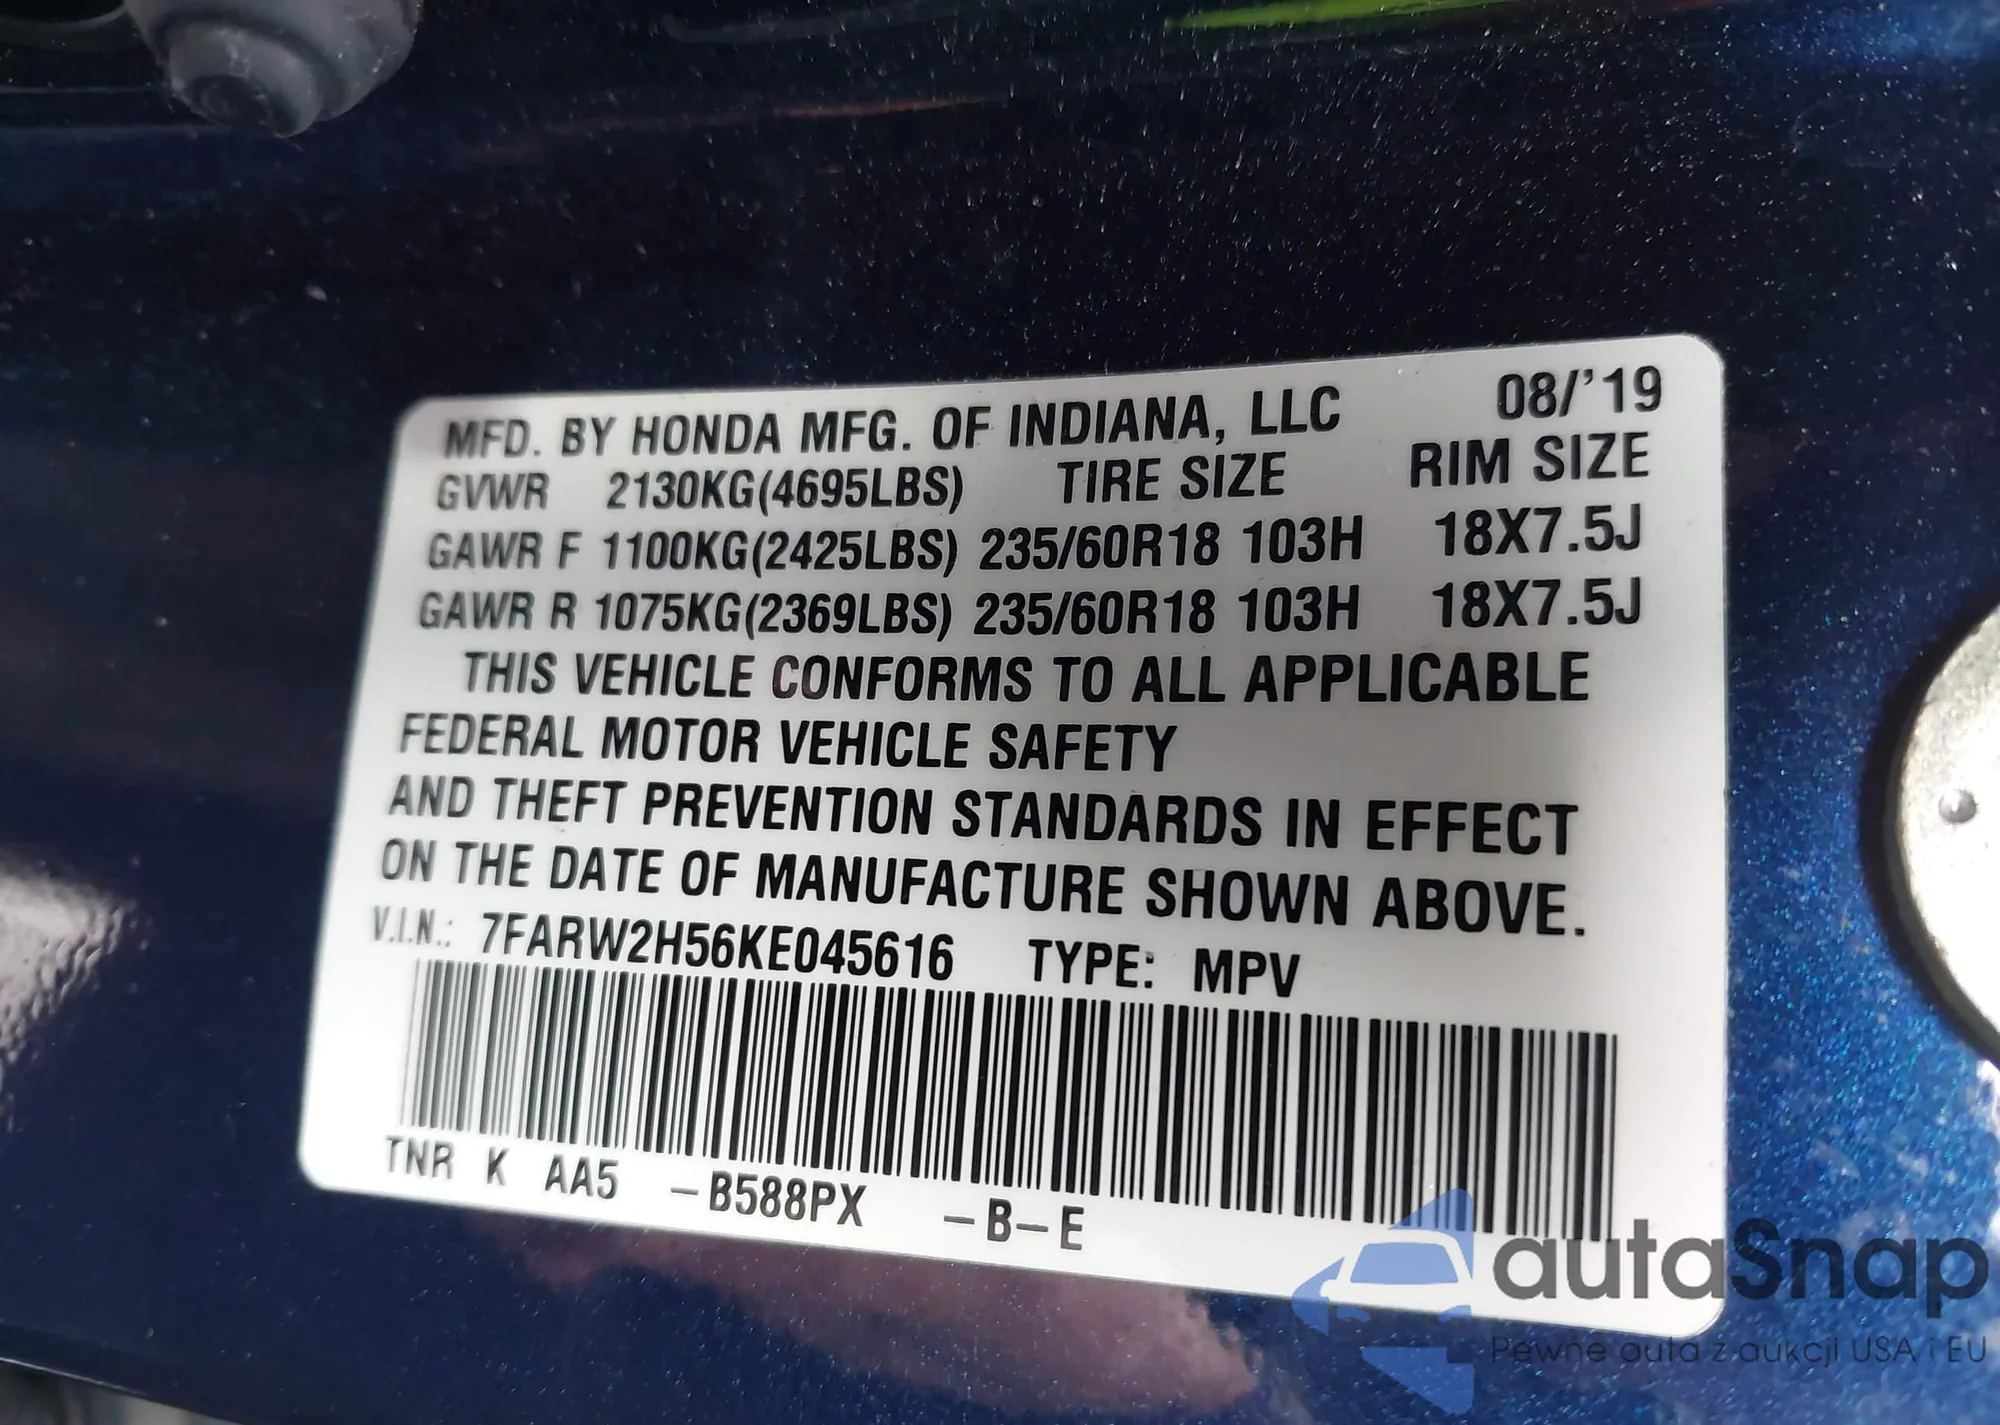 MFD. BY HONDA MFG. OF INDIANA, LLC 08/'19
GVWR 2130KG(4695LBS) TIRE SIZE RIM SIZE
GAWR F 1100KG(2425LBS) 235/60R18 103H 18X7.5J
GAWR R 1075KG(2369LBS) 235/60R18 103H 18X7.5J
THIS VEHICLE CONFORMS TO ALL APPLICABLE
FEDERAL MOTOR VEHICLE SAFETY
AND THEFT PREVENTION STANDARDS IN EFFECT
ON THE DATE OF MANUFACTURE SHOWN ABOVE.
V.I.N.: 7FARW2H56KE045616 TYPE: MPV
TNR K AA5 –B588PX –B–E
autaSnap
Pewne auta z aukcji USA i EU